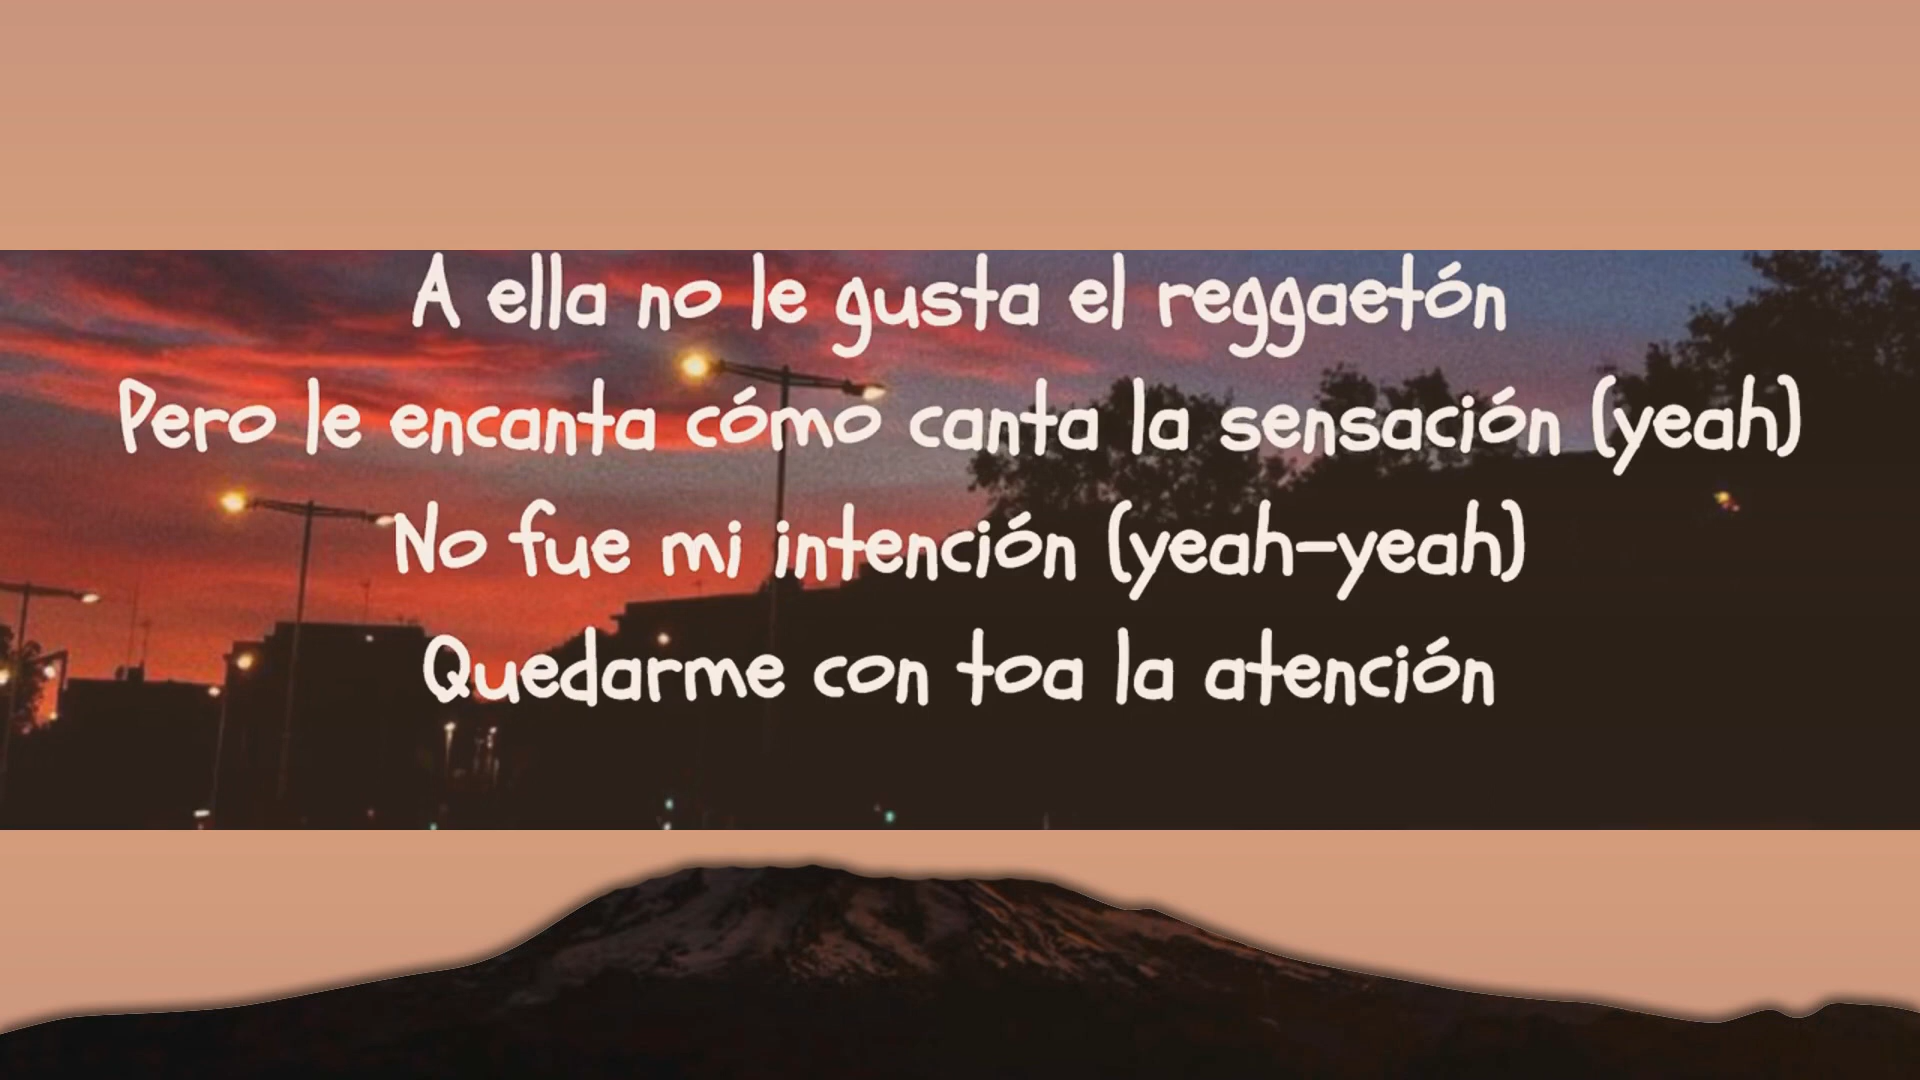 A ella no le gusta el reggaetón
Pero le encanta cómo canta la sensación (yeah)
No fue mi intención (yeah-yeah)
Quedarme con toa la atención